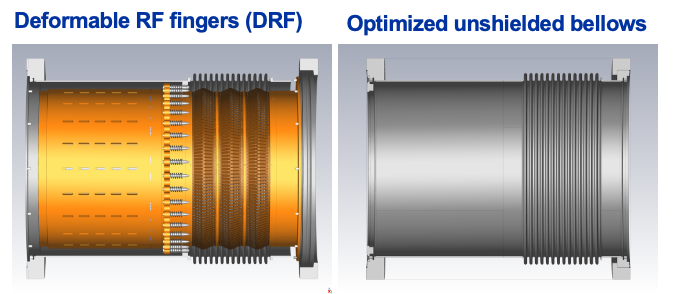 Deformable RF fingers (DRF)
Optimized unshielded bellows